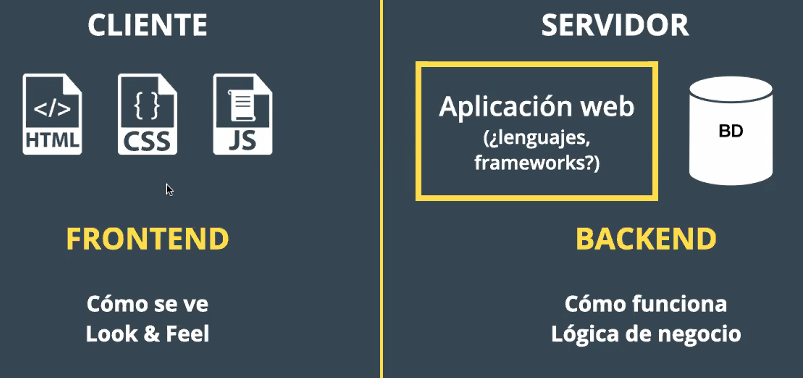 CLIENTE
</>
HTML
{ }
CSS
JS
FRONTEND
Cómo se ve
Look & Feel
SERVIDOR
Aplicación web
(¿lenguajes,
frameworks?)
BD
BACKEND
Cómo funciona
Lógica de negocio